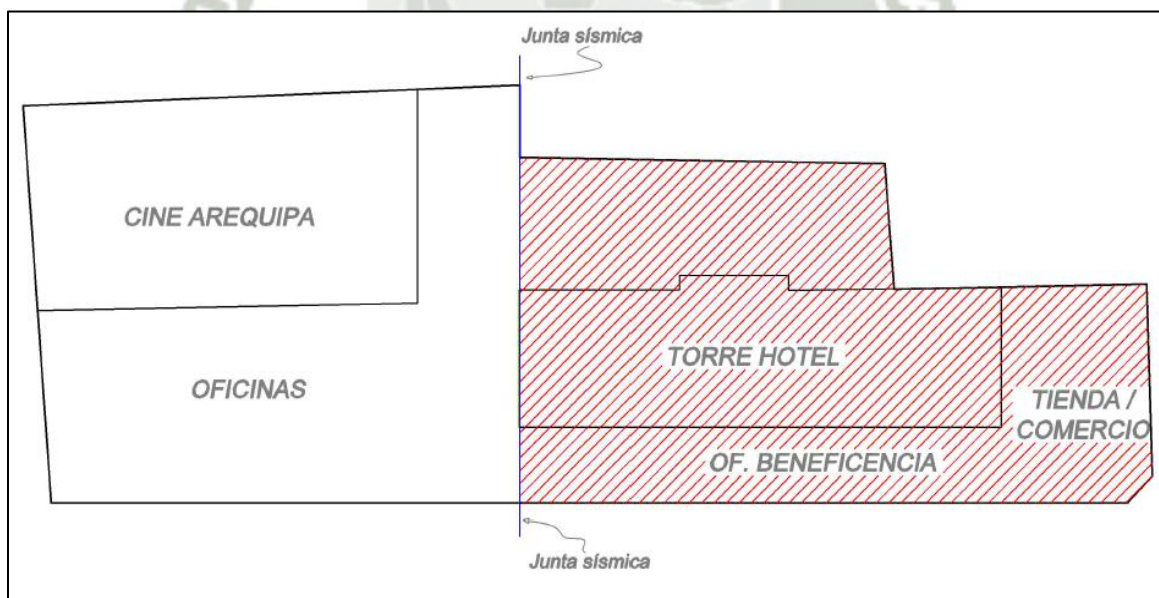 Junta sísmica
CINE AREQUIPA
TORRE HOTEL
OFICINAS
TIENDA /
COMERCIO
OF. BENEFICENCIA
Junta sísmica